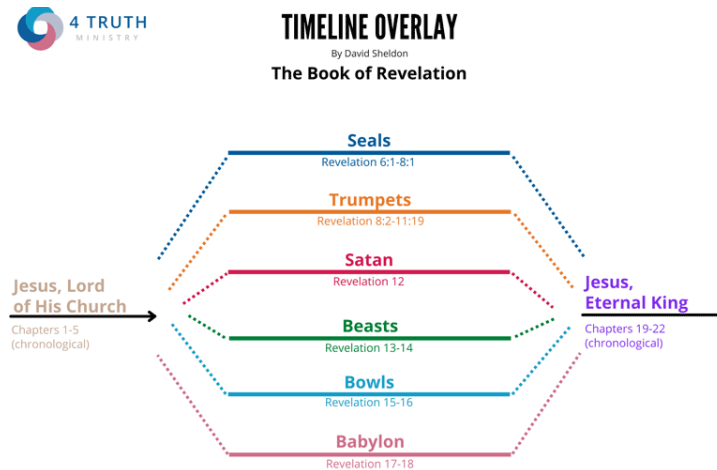 4 TRUTH
MINISTRY
TIMELINE OVERLAY
By David Sheldon
The Book of Revelation
Seals
Revelation 6:1-8:1
Trumpets
Revelation 8:2-11:19
Satan
Revelation 12
Jesus, Lord
of His Church
Chapters 1-5
(chronological)
Jesus,
Eternal King
Chapters 19-22
(chronological)
Beasts
Revelation 13-14
Bowls
Revelation 15-16
Babylon
Revelation 17-18